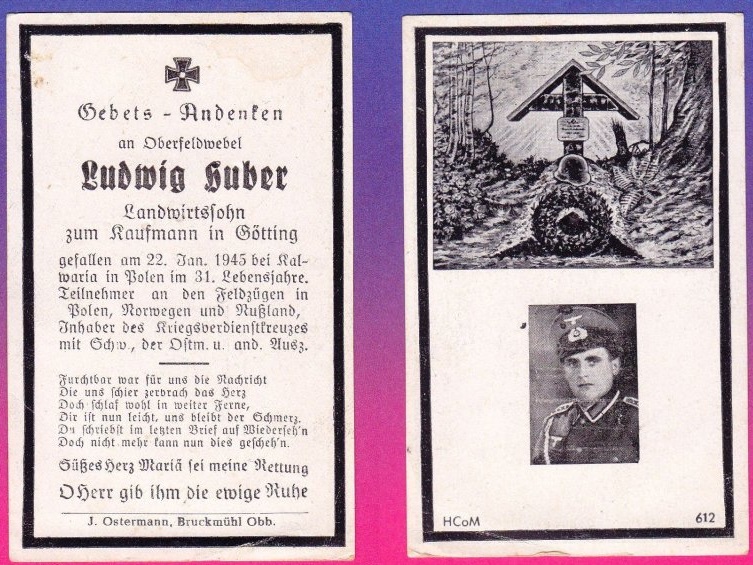 Gebets - Andenken
an Oberfeldwebel
Ludwig Huber
Landwirtssohn
zum Kaufmann in Götting
gefallen am 22. Jan. 1945 bei Kal-
waria in Polen im 31. Lebensjahre.
Teilnehmer an den Feldzügen in
Polen, Norwegen und Rußland,
Inhaber des Kriegsverdienstkreuzes
mit Schw., der Ostm. u. and. Ausz.
Furchtbar war für uns die Nachricht
Die uns schier zerbrach das Herz
Doch schlaf wohl in weiter Ferne,
Dir ist nun leicht, uns bleibt der Schmerz.
Du schriebst im letzten Brief auf Wiederseh'n
Doch nicht mehr kann nun dies gescheh'n.
Süßes Herz Mariä sei meine Rettung
O Herr gib ihm die ewige Ruhe
J. Ostermann, Bruckmühl Obb.
HCoM 612